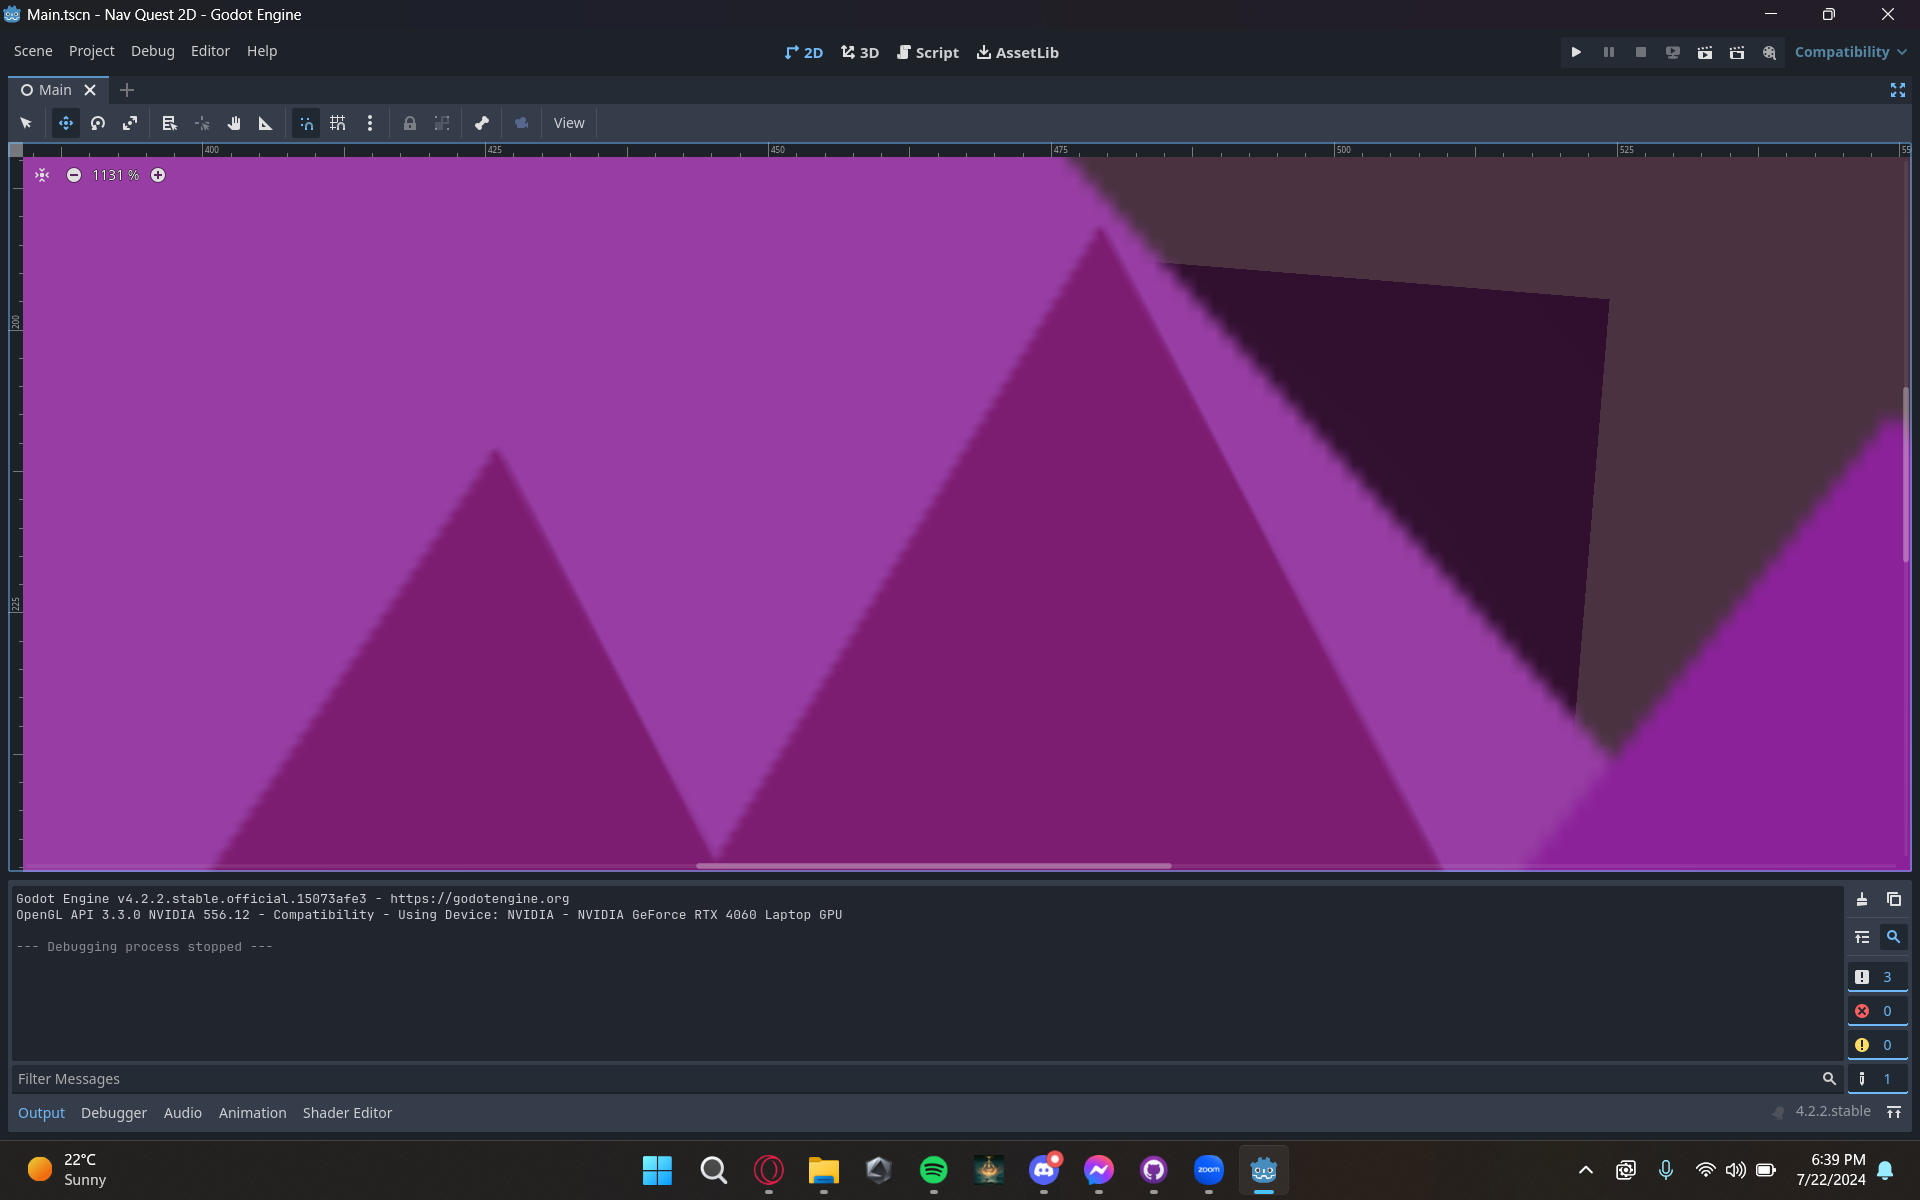 Main.tscn - Nav Quest 2D - Godot Engine
Scene Project Debug Editor Help
2D 3D Script AssetLib
Compatibility
Main
View
400 425 450 475 500 525 55
1131 %
200
225
Godot Engine v4.2.2.stable.official.15073afe3 - https://godotengine.org
OpenGL API 3.3.0 NVIDIA 556.12 - Compatibility - Using Device: NVIDIA - NVIDIA GeForce RTX 4060 Laptop GPU
--- Debugging process stopped ---
3
0
0
1
Filter Messages
Output Debugger Audio Animation Shader Editor
4.2.2.stable
22°C
Sunny
zoom
6:39 PM
7/22/2024